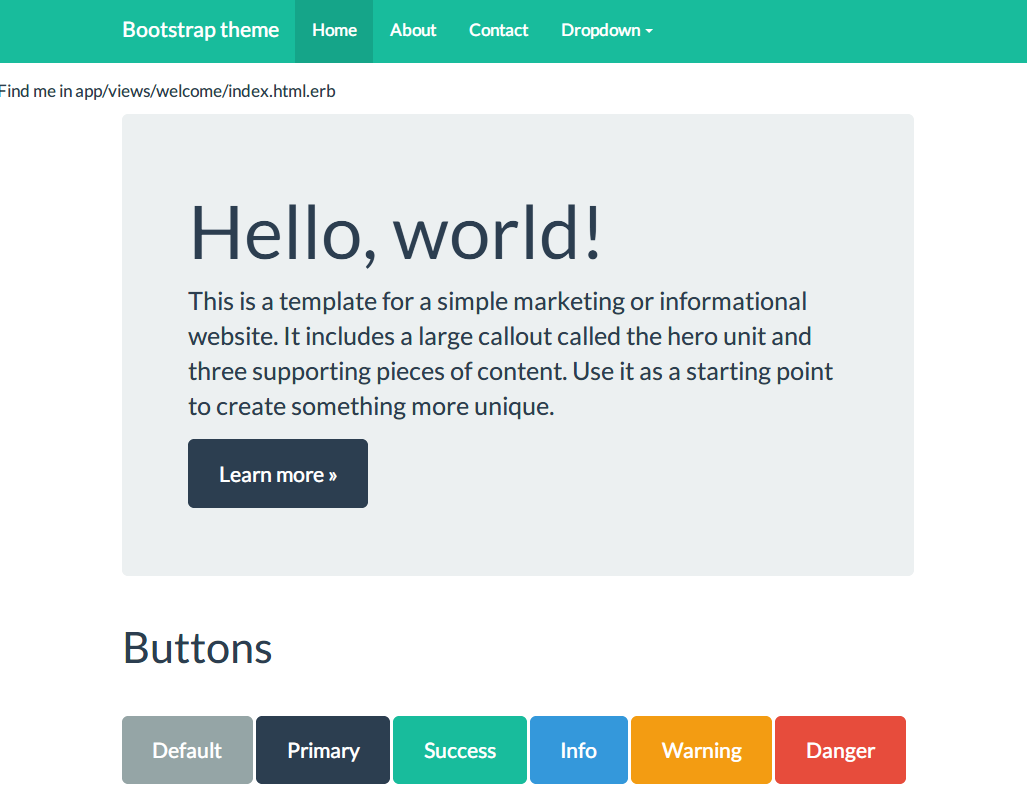 Bootstrap theme Home About Contact Dropdown
Find me in app/views/welcome/index.html.erb
Hello, world!
This is a template for a simple marketing or informational
website. It includes a large callout called the hero unit and
three supporting pieces of content. Use it as a starting point
to create something more unique.
Learn more »
Buttons
Default Primary Success Info Warning Danger